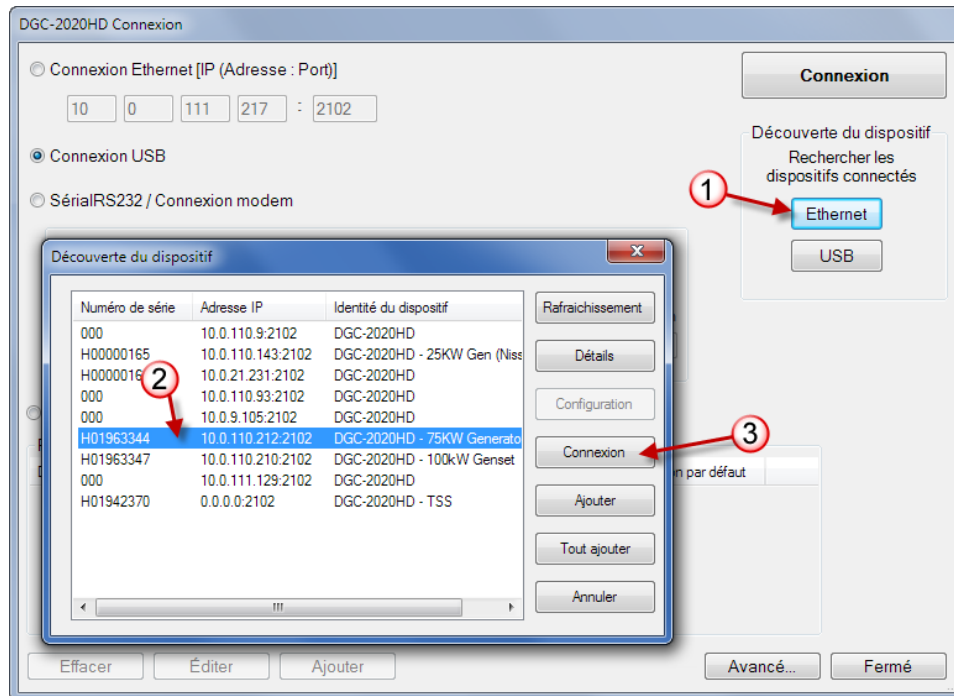 DGC-2020HD Connexion
Connexion Ethernet [IP (Adresse : Port)]
10 0 111 217 : 2102
Connexion USB
SérialRS232 / Connexion modem
Connexion
Découverte du dispositif
Rechercher les
dispositifs connectés
1
Ethernet
USB
Découverte du dispositif
Numéro de série Adresse IP Identité du dispositif
000 10.0.110.9:2102 DGC-2020HD
H00000165 10.0.110.143:2102 DGC-2020HD - 25KW Gen (Niss
H0000016 10.0.21.231:2102 DGC-2020HD
000 10.0.110.93:2102 DGC-2020HD
000 10.0.9.105:2102 DGC-2020HD
H01963344 10.0.110.212:2102 DGC-2020HD - 75KW Generato
H01963347 10.0.110.210:2102 DGC-2020HD - 100kW Genset
000 10.0.111.129:2102 DGC-2020HD
H01942370 0.0.0.0:2102 DGC-2020HD - TSS
2
Rafraichissement
Détails
Configuration
Connexion
3
Ajouter
Tout ajouter
Annuler
n par défaut
Effacer Éditer Ajouter
Avancé... Fermé